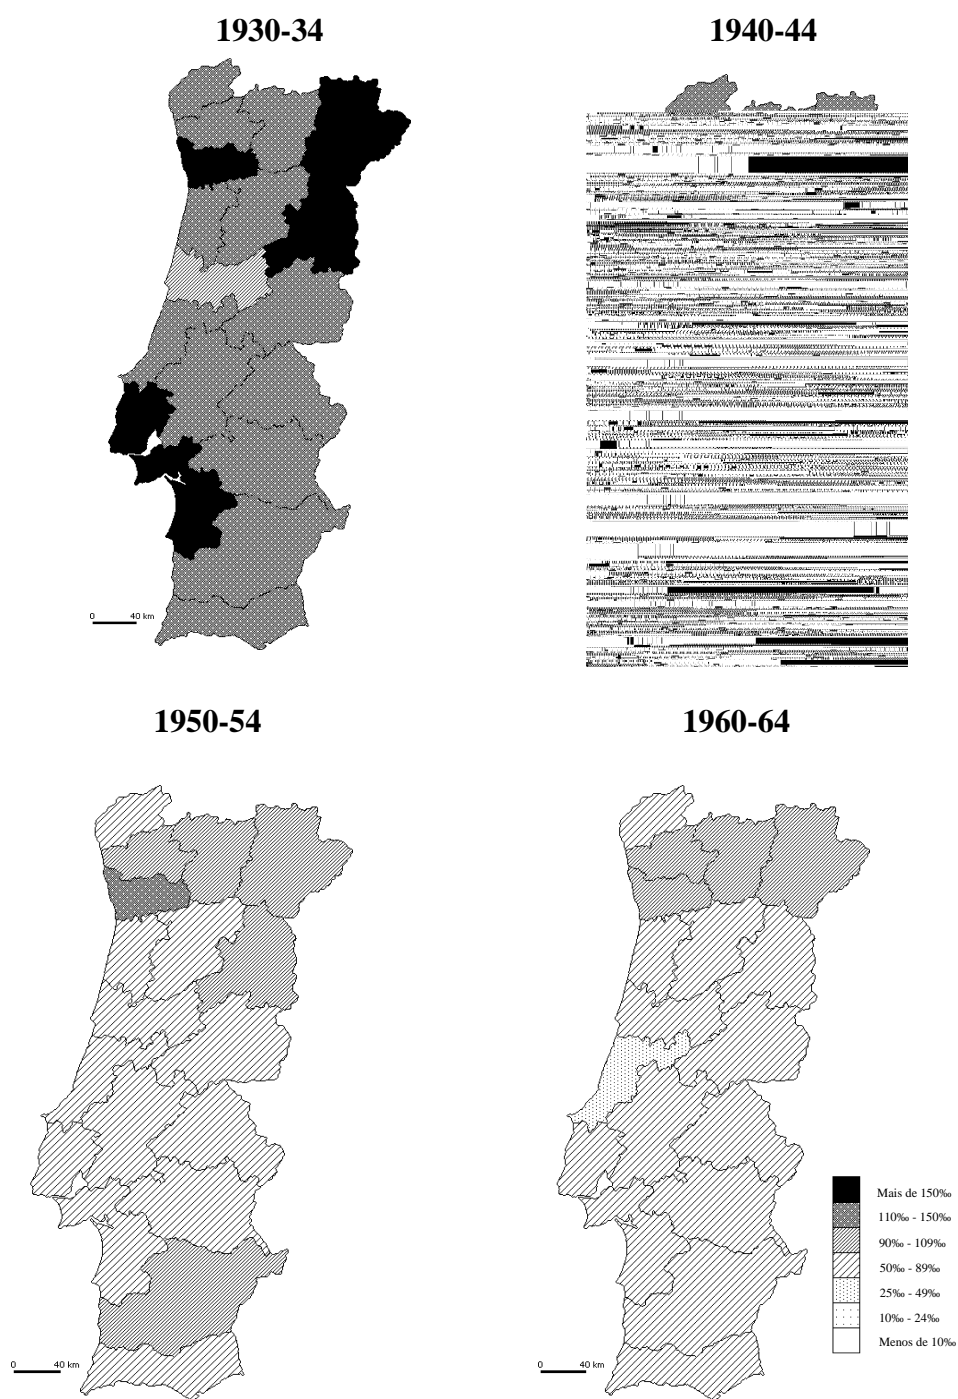 1930-34
1940-44
0 40 km
1950-54
1960-64
Mais de 150‰
110‰ - 150‰
90‰ - 109‰
50‰ - 89‰
25‰ - 49‰
10‰ - 24‰
Menos de 10‰
0 40 km
0 40 km